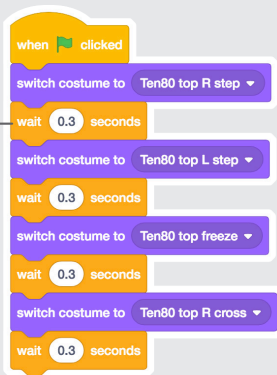 when clicked
switch costume to Ten80 top R step
wait 0.3 seconds
switch costume to Ten80 top L step
wait 0.3 seconds
switch costume to Ten80 top freeze
wait 0.3 seconds
switch costume to Ten80 top R cross
wait 0.3 seconds